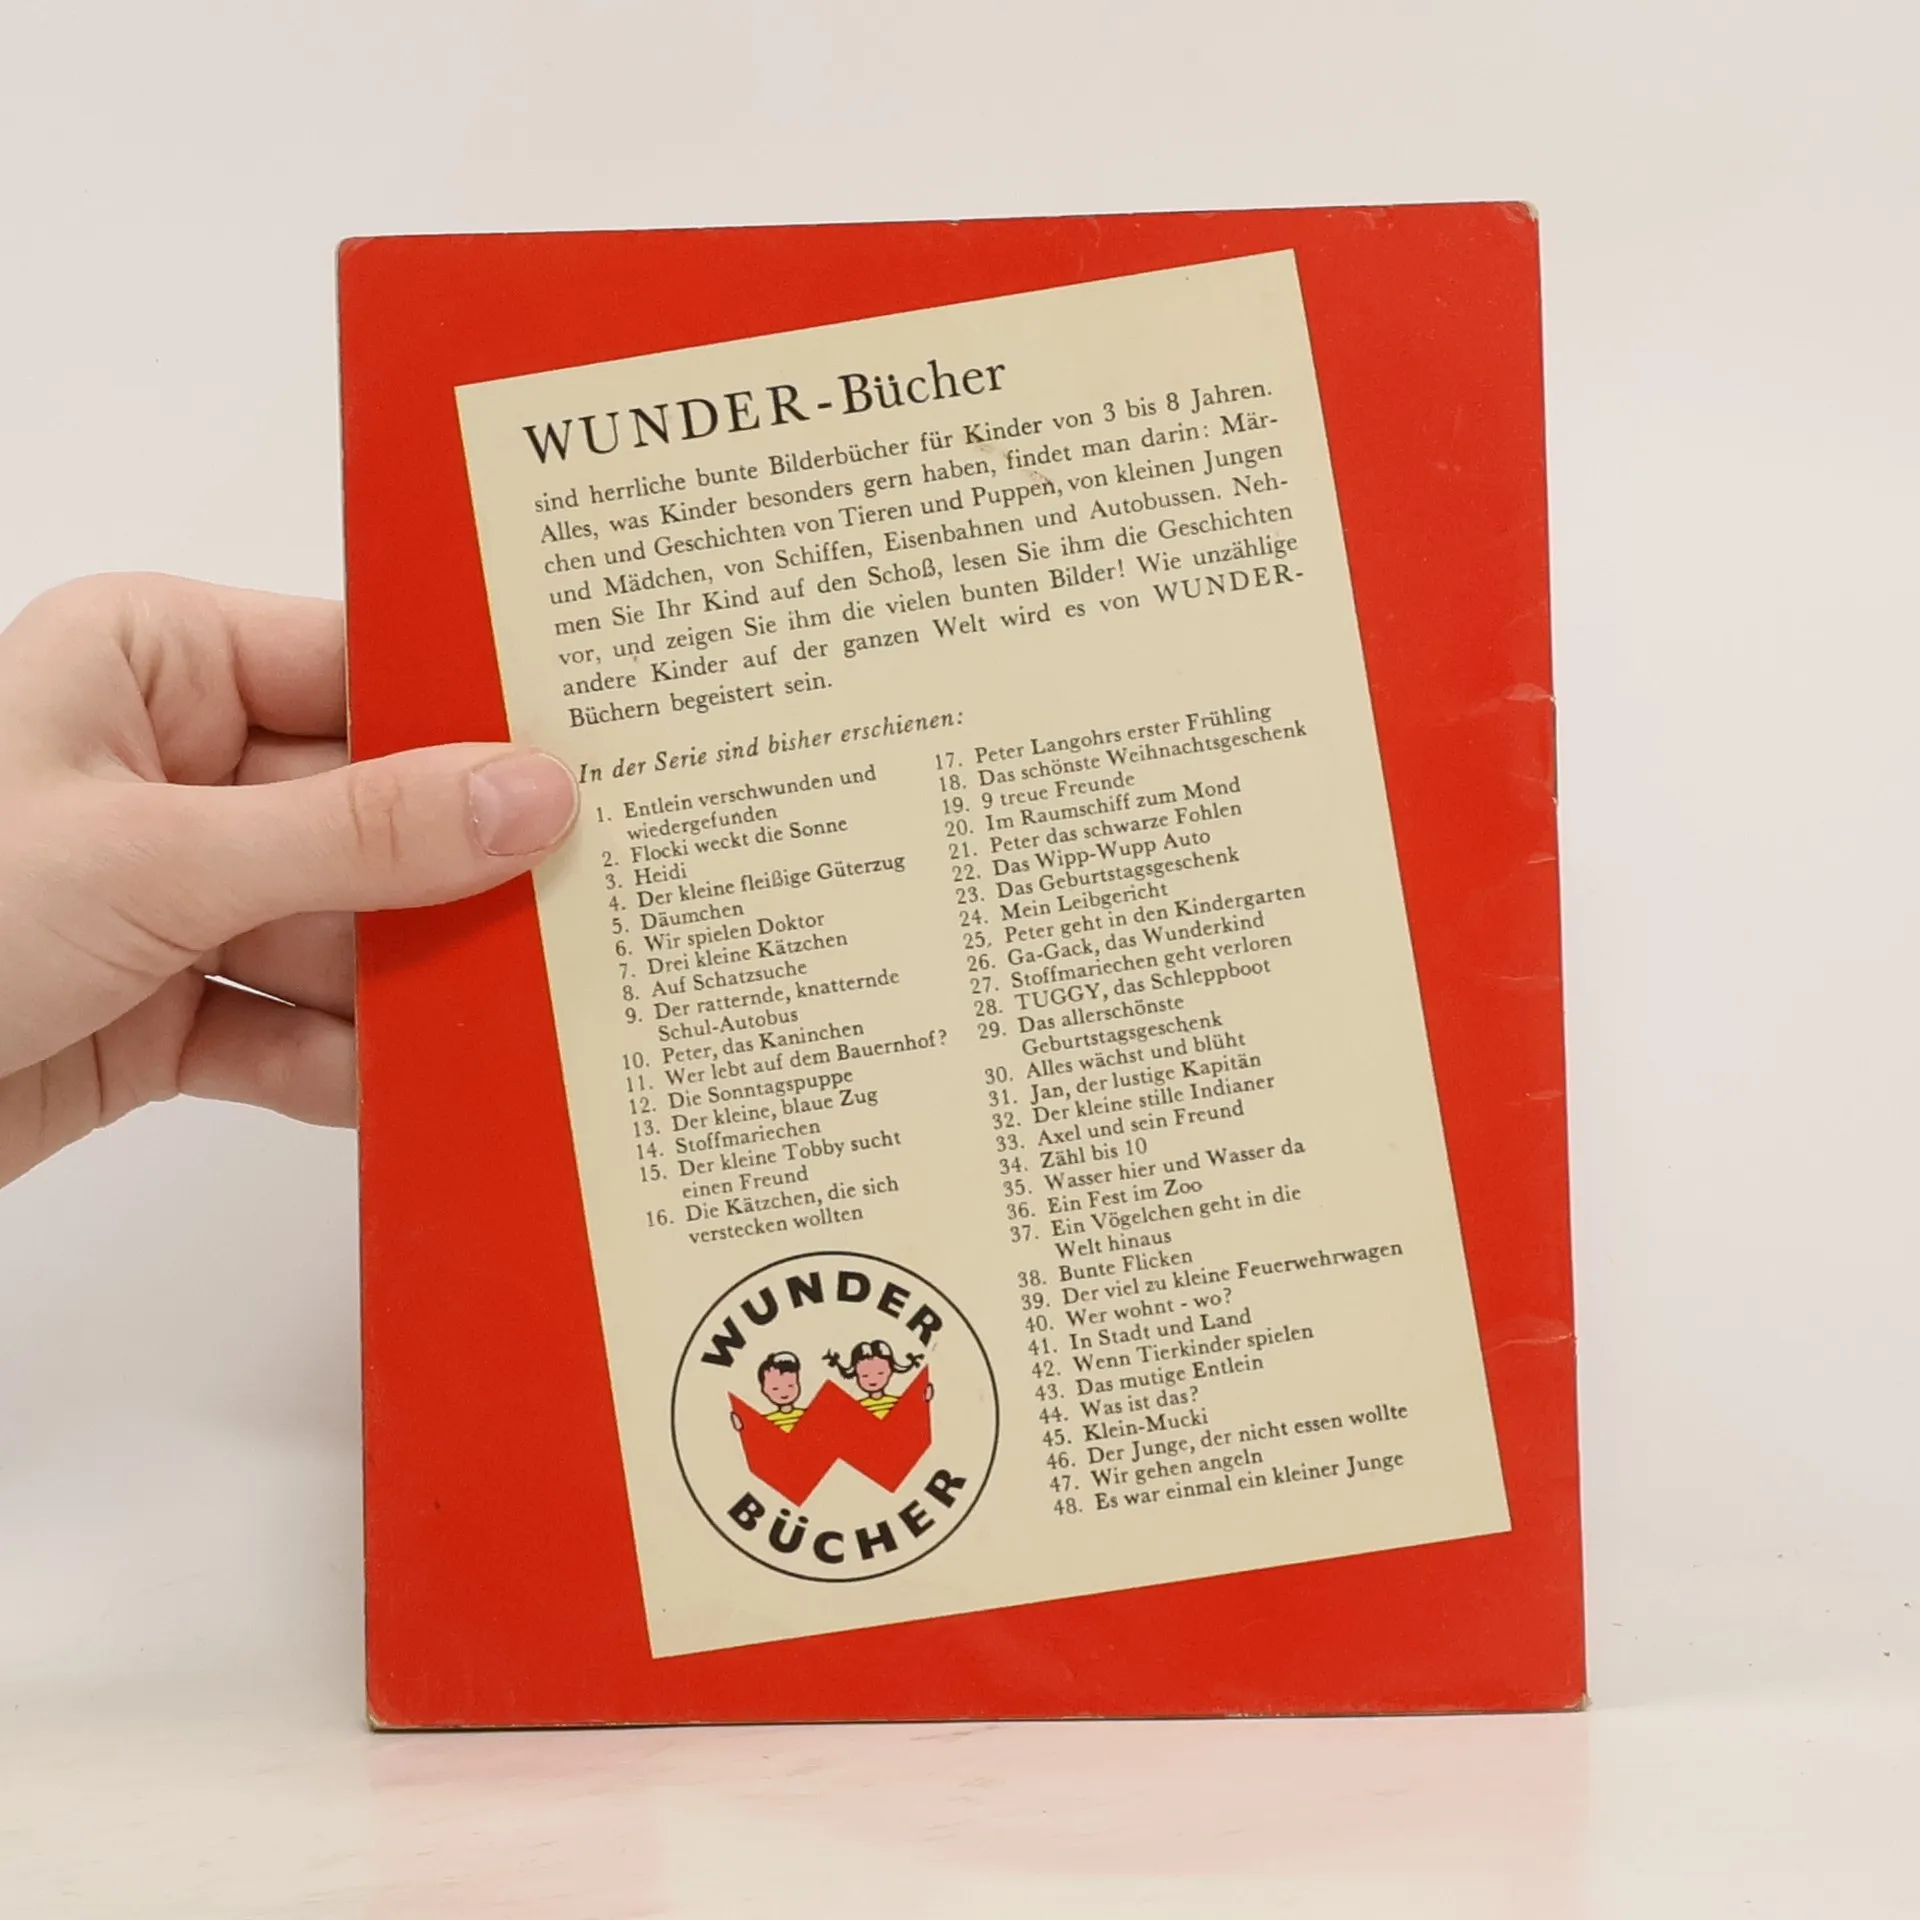 WUNDER-Bücher
sind herrliche bunte Bilderbücher für Kinder von 3 bis 8 Jahren.
Alles, was Kinder besonders gern haben, findet man darin: Mär-
chen und Geschichten von Tieren und Puppen, von kleinen Jungen
und Mädchen, von Schiffen, Eisenbahnen und Autobussen. Neh-
men Sie Ihr Kind auf den Schoß, lesen Sie ihm die Geschichten
vor, und zeigen Sie ihm die vielen bunten Bilder! Wie unzählige
andere Kinder auf der ganzen Welt wird es von WUNDER-
Büchern begeistert sein.
In der Serie sind bisher erschienen:
1. Entlein verschwunden und
wiedergefunden
2. Flocki weckt die Sonne
3. Heidi
4. Der kleine fleißige Güterzug
5. Däumchen
6. Wir spielen Doktor
7. Drei kleine Kätzchen
8. Auf Schatzsuche
9. Der ratternde, knatternde
Schul-Autobus
10. Peter, das Kaninchen
11. Wer lebt auf dem Bauernhof?
12. Die Sonntagspuppe
13. Der kleine, blaue Zug
14. Stoffmariechen
15. Der kleine Tobby sucht
einen Freund
16. Die Kätzchen, die sich
verstecken wollten
17. Peter Langohrs erster Frühling
18. Das schönste Weihnachtsgeschenk
19. 9 treue Freunde
20. Im Raumschiff zum Mond
21. Peter das schwarze Fohlen
22. Das Wipp-Wupp Auto
23. Das Geburtstagsgeschenk
24. Mein Leibgericht
25. Peter geht in den Kindergarten
26. Ga-Gack, das Wunderkind
27. Stoffmariechen geht verloren
28. TUGGY, das Schleppboot
29. Das allerschönste
Geburtstagsgeschenk
30. Alles wächst und blüht
31. Jan, der lustige Kapitän
32. Der kleine stille Indianer
33. Axel und sein Freund
34. Zähl bis 10
35. Wasser hier und Wasser da
36. Ein Fest im Zoo
37. Ein Vögelchen geht in die
Welt hinaus
38. Bunte Flicken
39. Der viel zu kleine Feuerwehrwagen
40. Wer wohnt - wo?
41. In Stadt und Land
42. Wenn Tierkinder spielen
43. Das mutige Entlein
44. Was ist das?
45. Klein-Mucki
46. Der Junge, der nicht essen wollte
47. Wir gehen angeln
48. Es war einmal ein kleiner Junge
WUNDER
BÜCHER